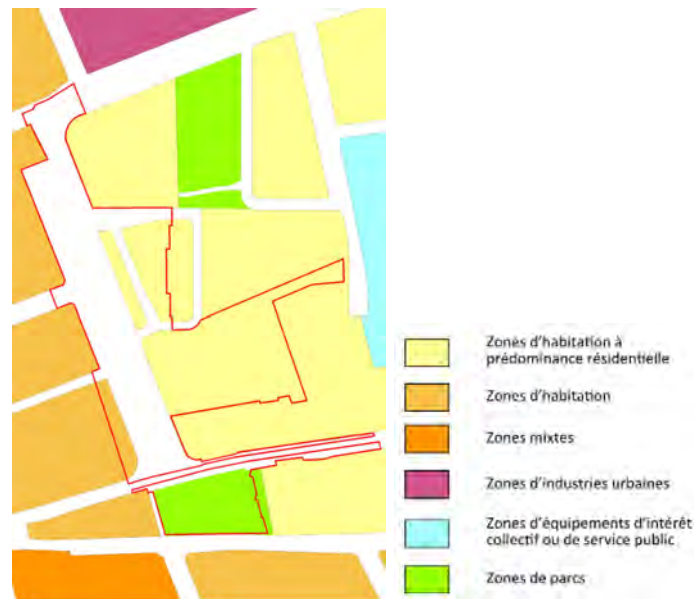 Zones d'habitation à
prédominance résidentielle
Zones d'habitation
Zones mixtes
Zones d'industries urbaines
Zones d'équipements d'intérêt
collectif ou de service public
Zones de parcs